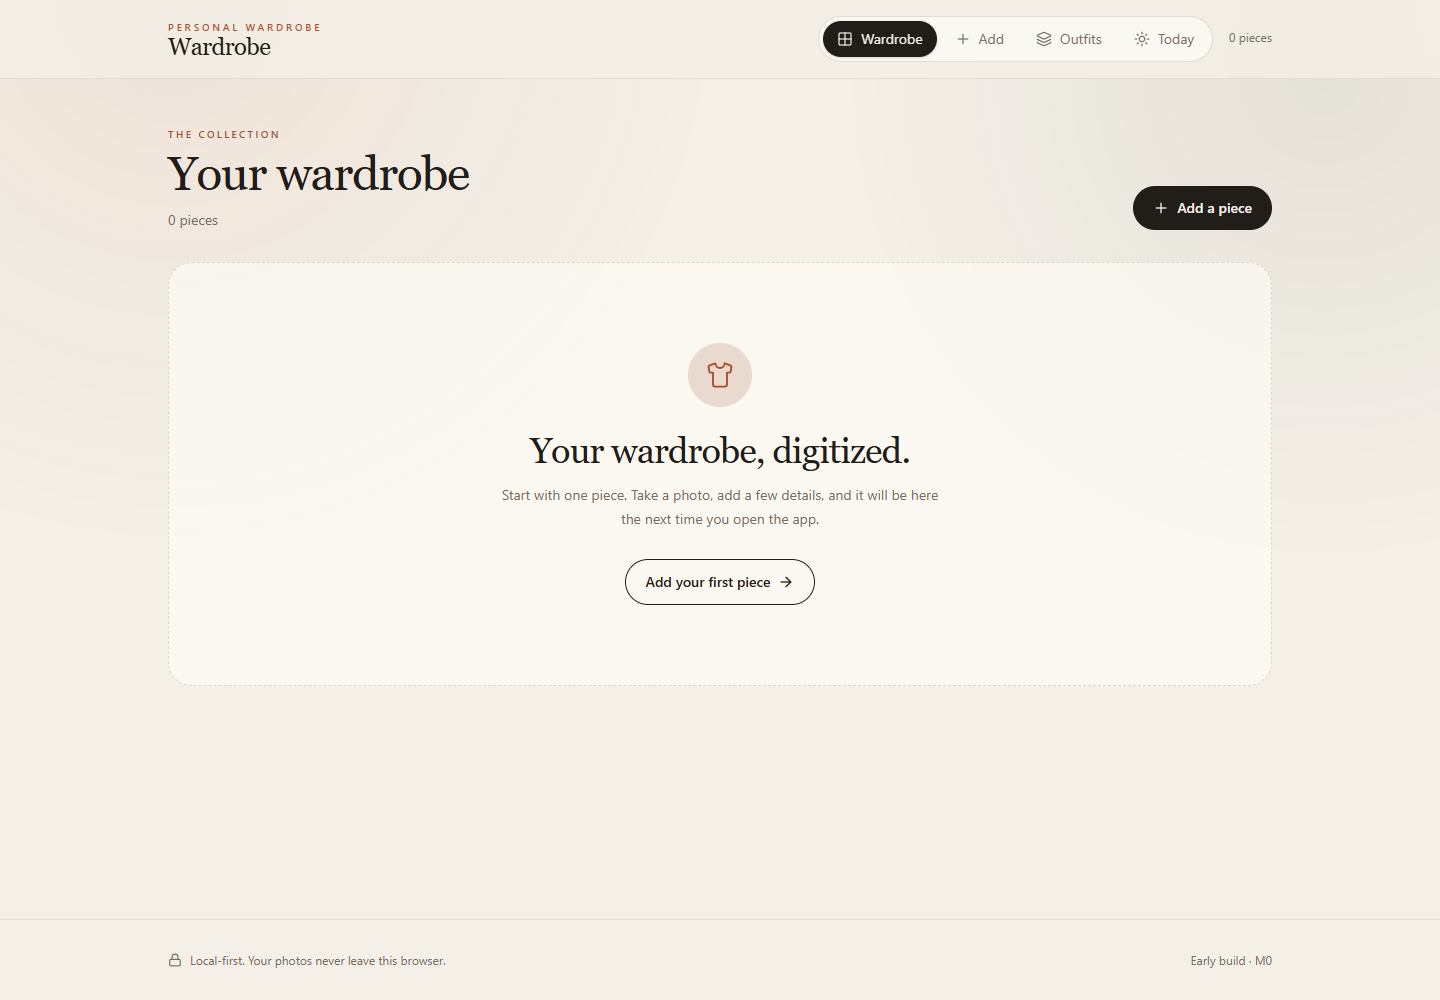 PERSONAL WARDROBE
Wardrobe
Wardrobe
Add
Outfits
Today
0 pieces
THE COLLECTION
Your wardrobe
0 pieces
Add a piece
Your wardrobe, digitized.
Start with one piece. Take a photo, add a few details, and it will be here
the next time you open the app.
Add your first piece
Local-first. Your photos never leave this browser.
Early build · M0